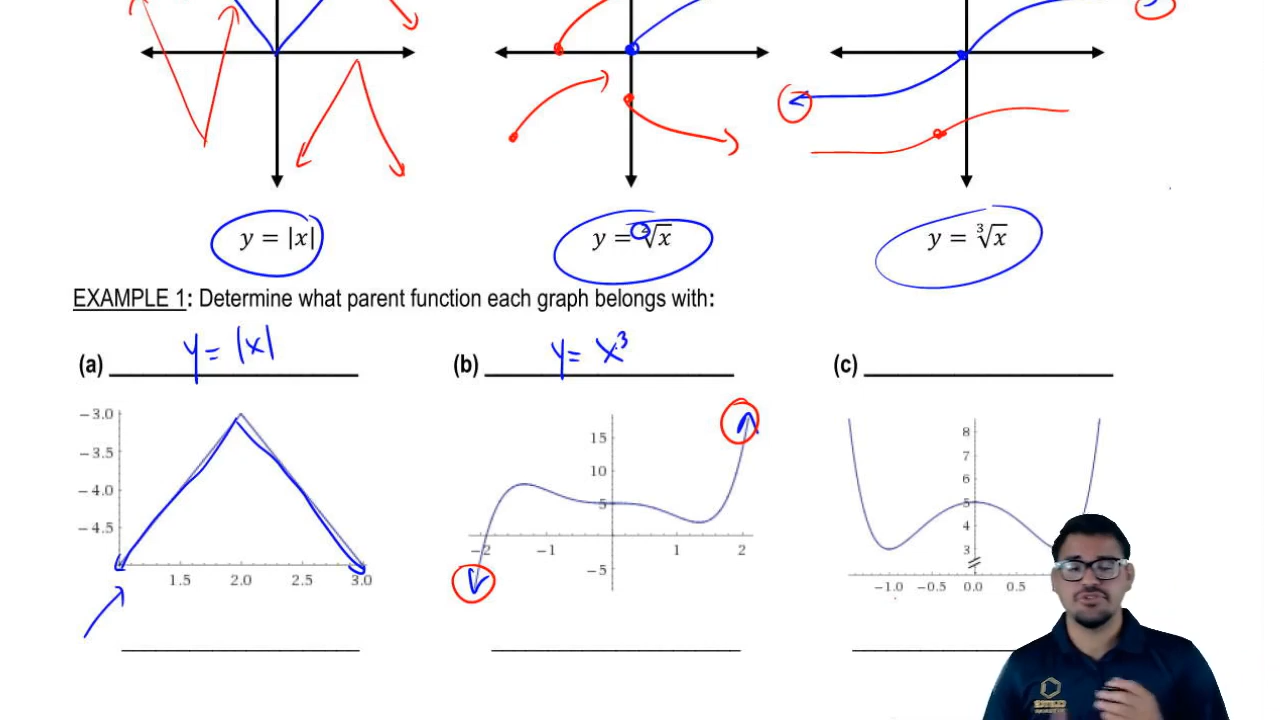 y = |x|
y = ²√x
y = ³√x
EXAMPLE 1: Determine what parent function each graph belongs with:
(a) y = |x|
(b) y = x³
(c)
−3.0
−3.5
−4.0
−4.5
1.5 2.0 2.5 3.0
15
10
5
−2 −1 1 2
−5
8
7
6
5
4
3
−1.0 −0.5 0.0 0.5